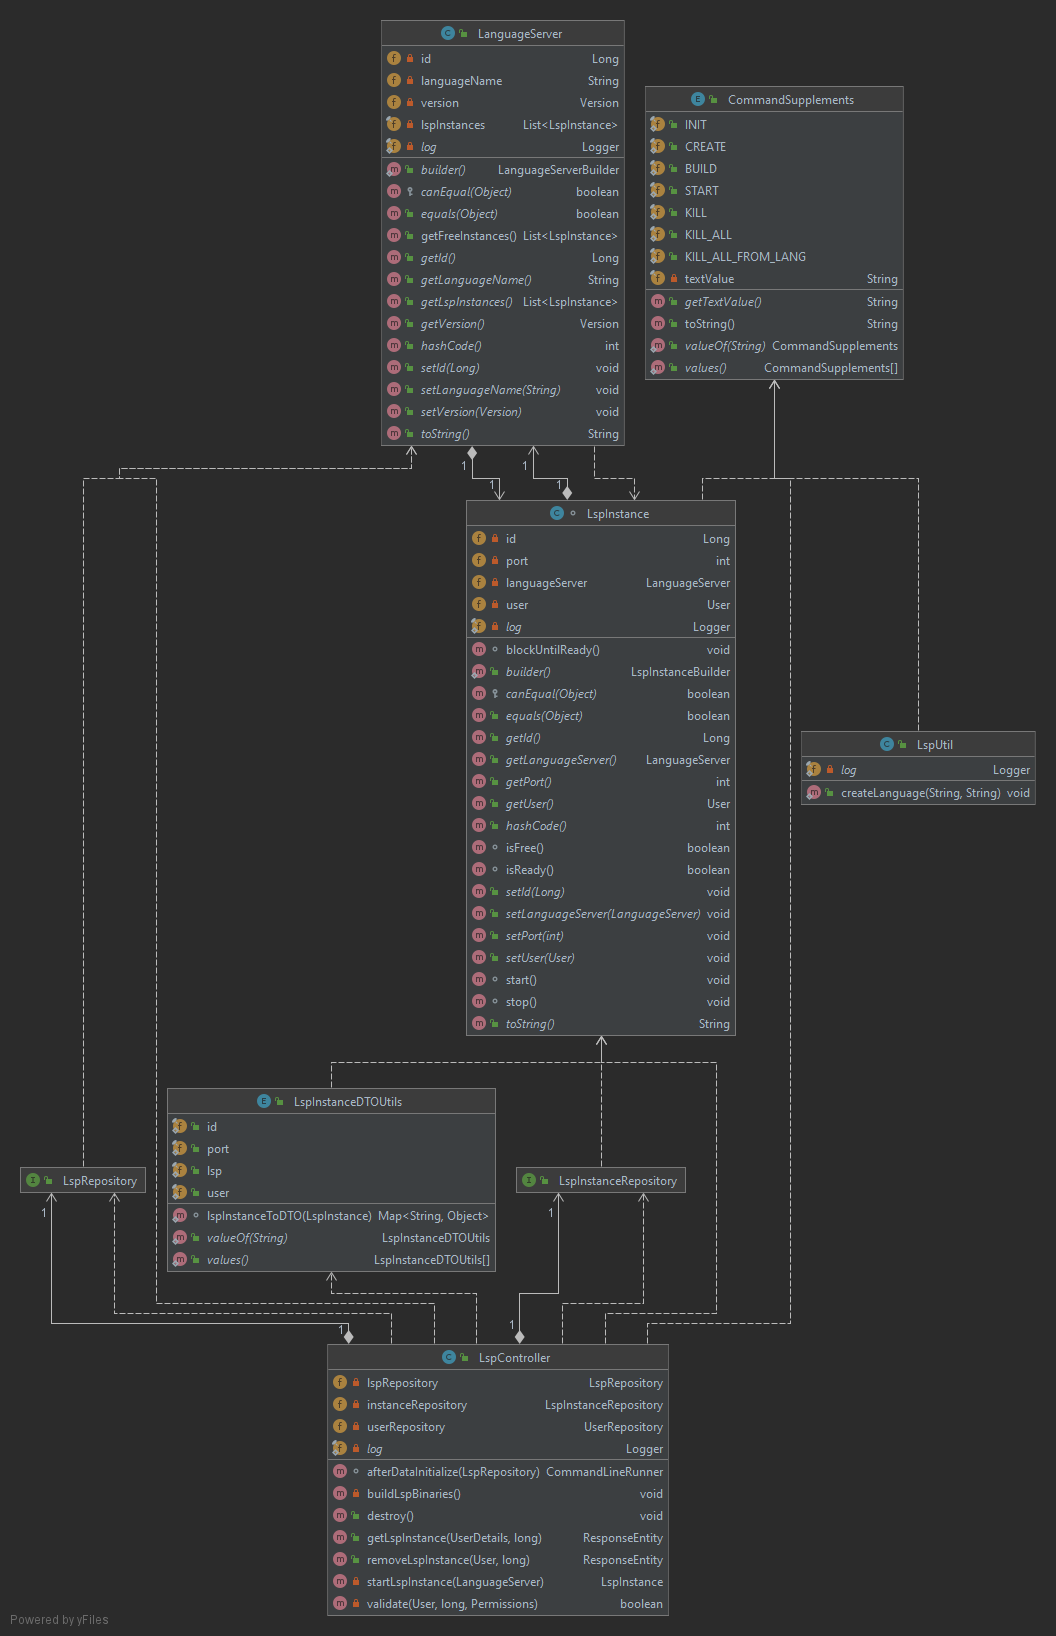 LanguageServer
id Long
languageName String
version Version
lspInstances List<LspInstance>
log Logger
builder() LanguageServerBuilder
canEqual(Object) boolean
equals(Object) boolean
getFreeInstances() List<LspInstance>
getId() Long
getLanguageName() String
getLspInstances() List<LspInstance>
getVersion() Version
hashCode() int
setId(Long) void
setLanguageName(String) void
setVersion(Version) void
toString() String
CommandSupplements
INIT
CREATE
BUILD
START
KILL
KILL_ALL
KILL_ALL_FROM_LANG
textValue String
getTextValue() String
toString() String
valueOf(String) CommandSupplements
values() CommandSupplements[]
1
1
1
1
LspInstance
id Long
port int
languageServer LanguageServer
user User
log Logger
blockUntilReady() void
builder() LspInstanceBuilder
canEqual(Object) boolean
equals(Object) boolean
getId() Long
getLanguageServer() LanguageServer
getPort() int
getUser() User
hashCode() int
isFree() boolean
isReady() boolean
setId(Long) void
setLanguageServer(LanguageServer) void
setPort(int) void
setUser(User) void
start() void
stop() void
toString() String
LspUtil
log Logger
createLanguage(String, String) void
LspInstanceDTOUtils
id
port
lsp
user
lspInstanceToDTO(LspInstance) Map<String, Object>
valueOf(String) LspInstanceDTOUtils
values() LspInstanceDTOUtils[]
LspRepository
LspInstanceRepository
1
1
1
1
LspController
lspRepository LspRepository
instanceRepository LspInstanceRepository
userRepository UserRepository
log Logger
afterDataInitialize(LspRepository) CommandLineRunner
buildLspBinaries() void
destroy() void
getLspInstance(UserDetails, long) ResponseEntity
removeLspInstance(User, long) ResponseEntity
startLspInstance(LanguageServer) LspInstance
validate(User, long, Permissions) boolean
Powered by yFiles